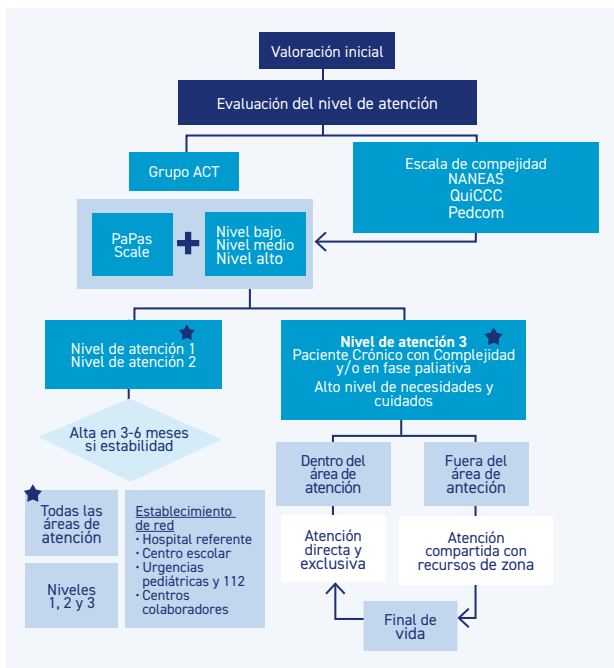 Valoración inicial
Evaluación del nivel de atención
Grupo ACT
Escala de compejidad
NANEAS
QuiCCC
Pedcom
PaPas
Scale
Nivel bajo
Nivel medio
Nivel alto
Nivel de atención 1
Nivel de atención 2
Nivel de atención 3
Paciente Crónico con Complejidad
y/o en fase paliativa
Alto nivel de necesidades y
cuidados
Alta en 3-6 meses
si estabilidad
Dentro del
área de
atención
Fuera del
área de
anteción
Todas las
áreas de
atención
Establecimiento
de red
· Hospital referente
· Centro escolar
· Urgencias
pediátricas y 112
· Centros
colaboradores
Atención
directa y
exclusiva
Atención
compartida con
recursos de zona
Niveles
1, 2 y 3
Final de
vida